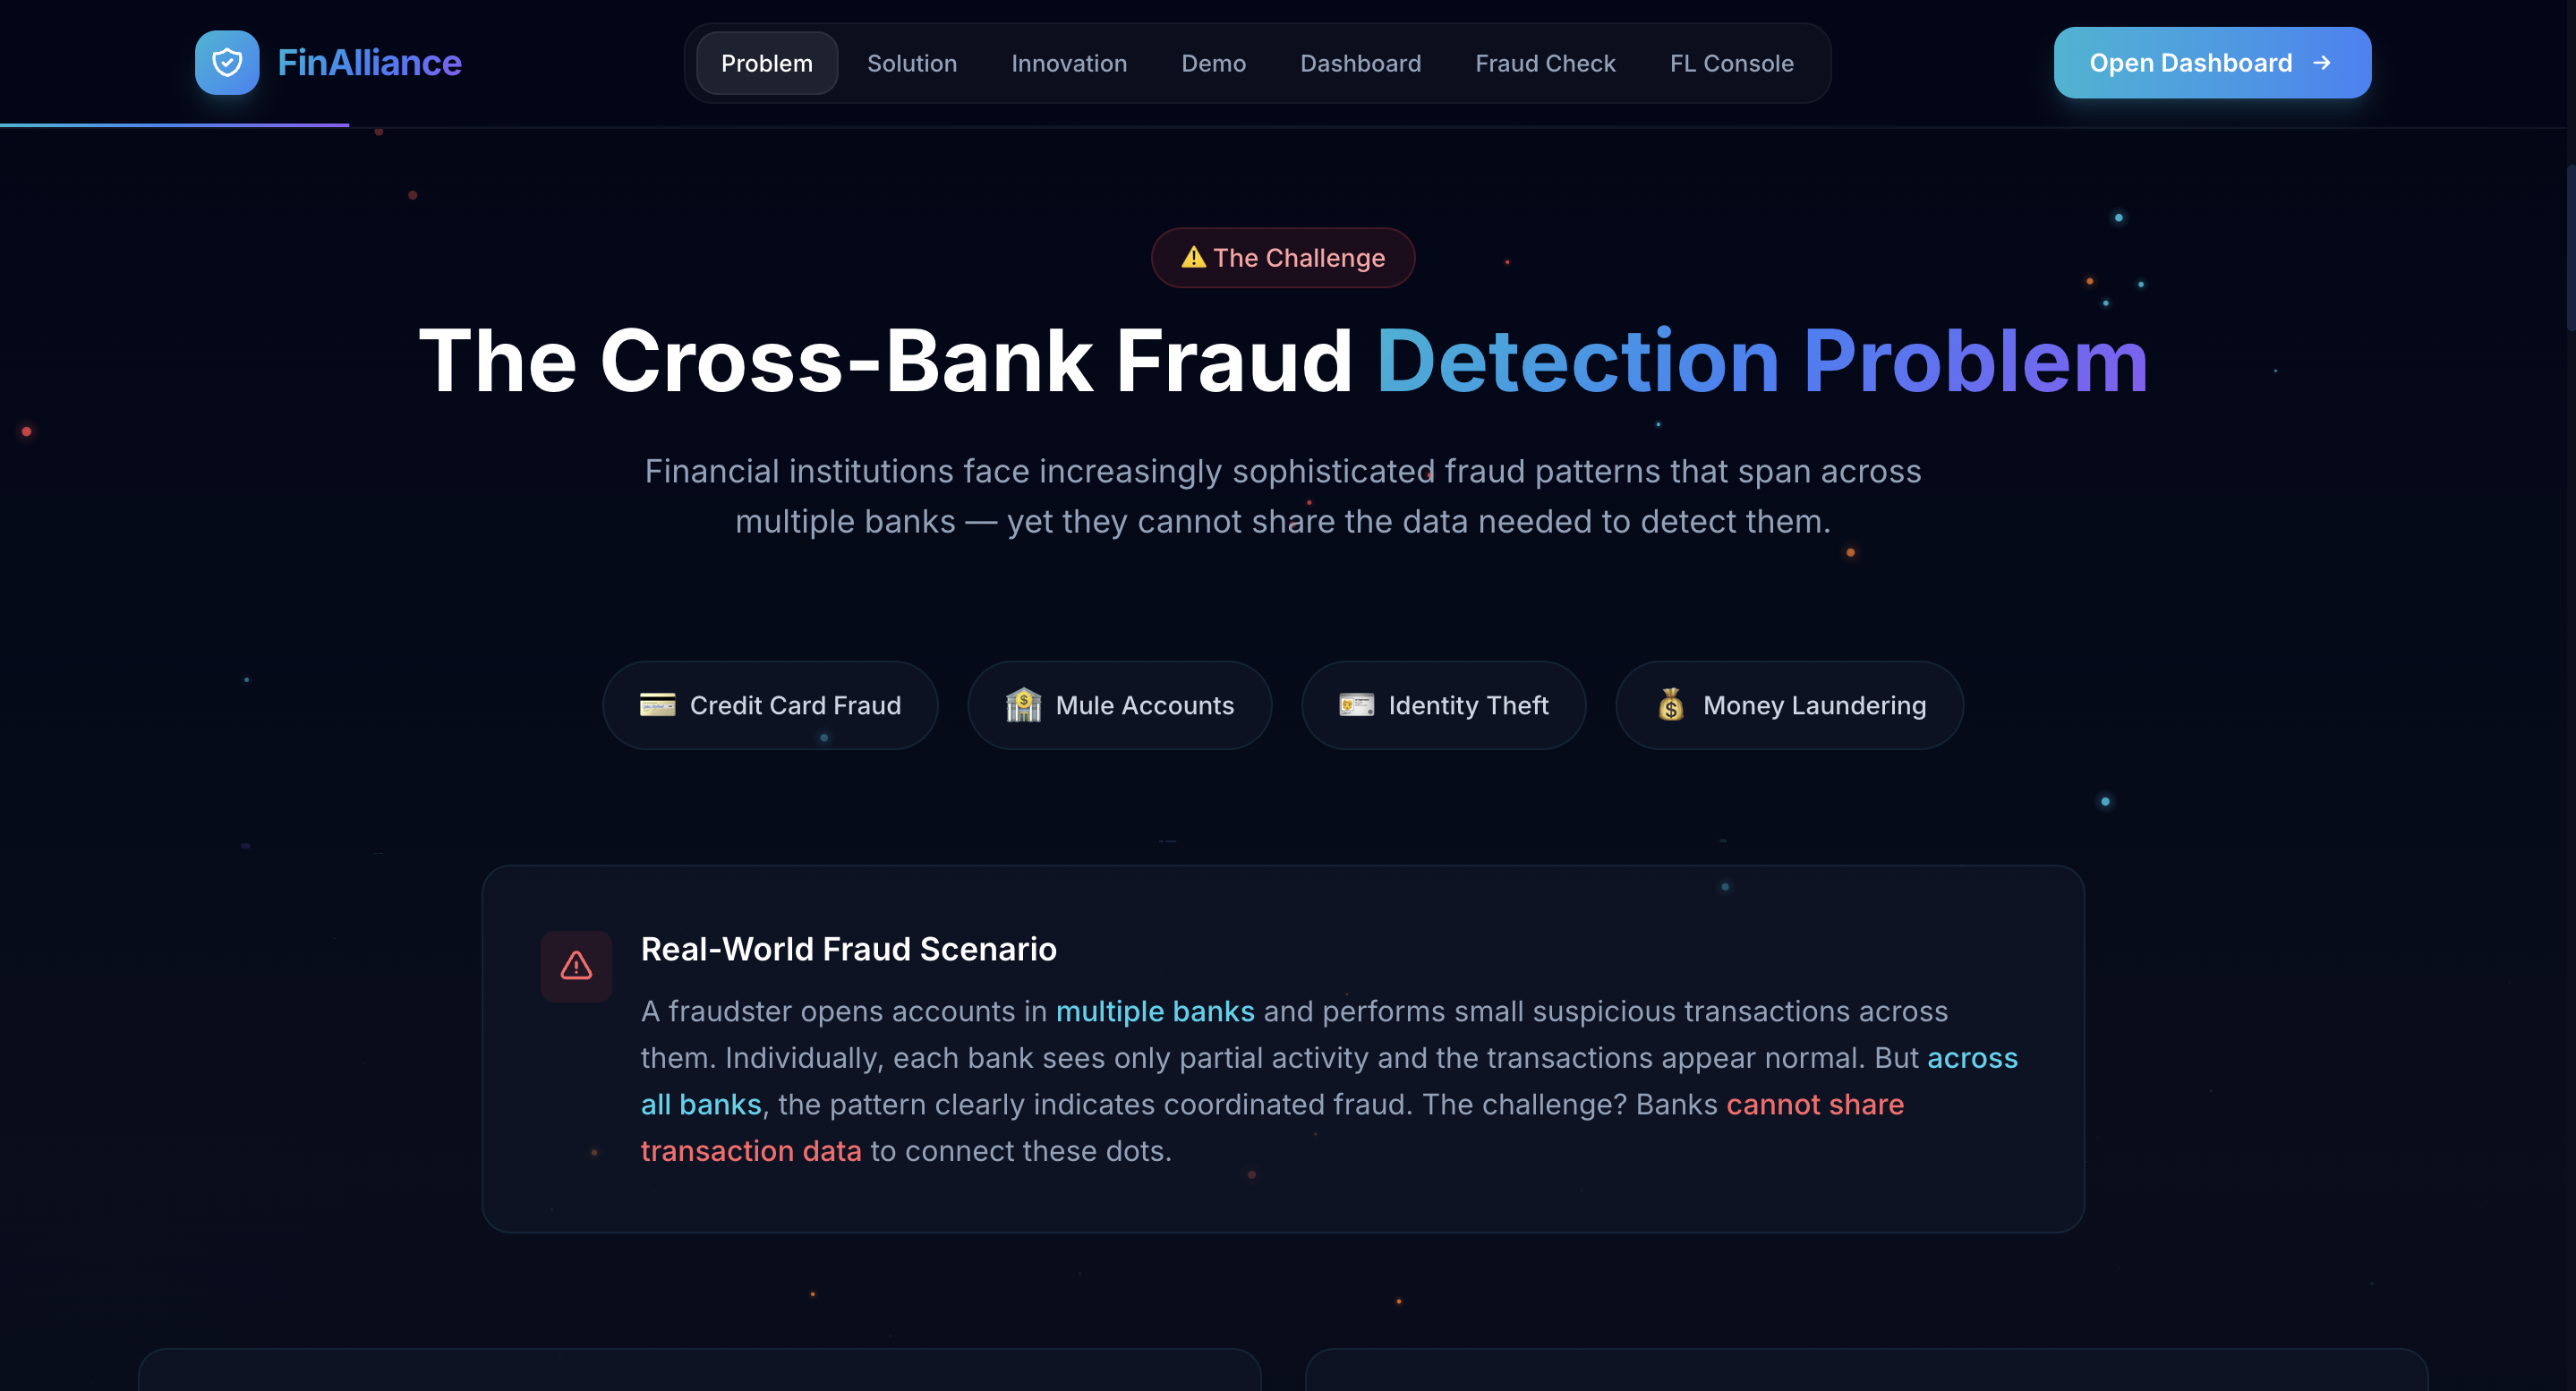 FinAlliance
Problem
Solution
Innovation
Demo
Dashboard
Fraud Check
FL Console
Open Dashboard →
⚠️ The Challenge
The Cross-Bank Fraud Detection Problem
Financial institutions face increasingly sophisticated fraud patterns that span across
multiple banks — yet they cannot share the data needed to detect them.
Credit Card Fraud
Mule Accounts
Identity Theft
Money Laundering
Real-World Fraud Scenario
A fraudster opens accounts in multiple banks and performs small suspicious transactions across
them. Individually, each bank sees only partial activity and the transactions appear normal. But across
all banks, the pattern clearly indicates coordinated fraud. The challenge? Banks cannot share
transaction data to connect these dots.